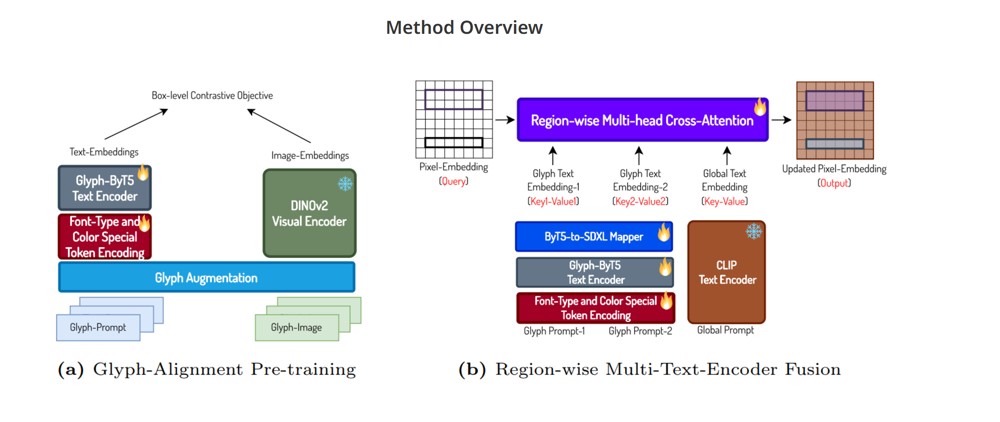 Method Overview
Box-level Contrastive Objective
Text-Embeddings
Image-Embeddings
Glyph-ByT5
Text Encoder
DINOv2
Visual Encoder
Font-Type and
Color Special
Token Encoding
Glyph Augmentation
Glyph-Prompt
Glyph-Image
(a) Glyph-Alignment Pre-training
Region-wise Multi-head Cross-Attention
Pixel-Embedding
(Query)
Updated Pixel-Embedding
(Output)
Glyph Text
Embedding-1
(Key1-Value1)
Glyph Text
Embedding-2
(Key2-Value2)
Global Text
Embedding
(Key-Value)
ByT5-to-SDXL Mapper
Glyph-ByT5
Text Encoder
Font-Type and Color Special
Token Encoding
CLIP
Text Encoder
Glyph Prompt-1
Glyph Prompt-2
Global Prompt
(b) Region-wise Multi-Text-Encoder Fusion